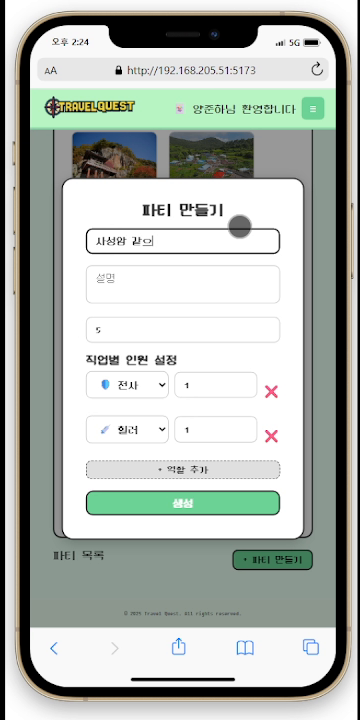 오후 2:24
5G
AA http://192.168.205.51:5173
TRAVELQUEST
양준하님 환영합니다
파티 만들기
사성암 같으
설명
5
직업별 인원 설정
전사 1
힐러 1
+ 역할 추가
생성
파티 목록
+ 파티 만들기
© 2025 Travel Quest. All rights reserved.